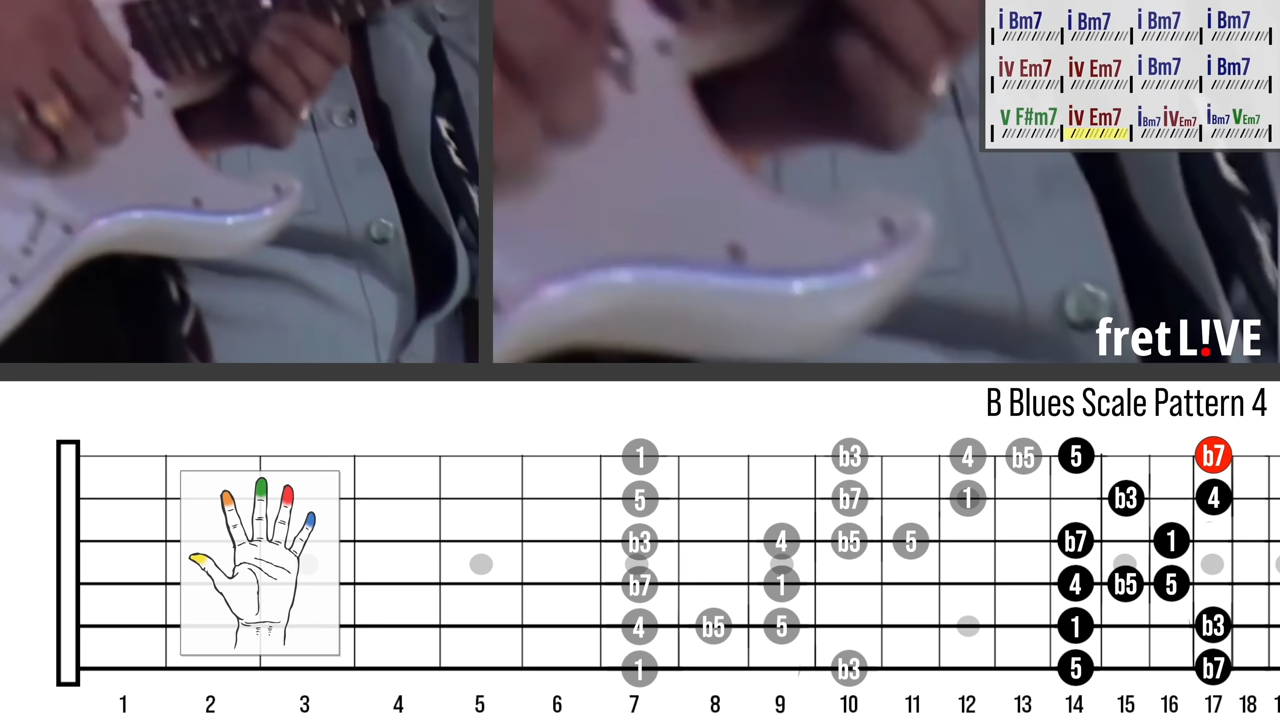 i Bm7 i Bm7 i Bm7 i Bm7
iv Em7 iv Em7 i Bm7 i Bm7
v F#m7 iv Em7 i Bm7 iv Em7 i Bm7 v Em7
fret L!VE
B Blues Scale Pattern 4
1 b3 4 b5 5 b7
5 b7 1 b3 4
b3 4 b5 5 b7 1
b7 1 4 b5 5
4 b5 5 1 b3
1 b3 5 b7
1 2 3 4 5 6 7 8 9 10 11 12 13 14 15 16 17 18